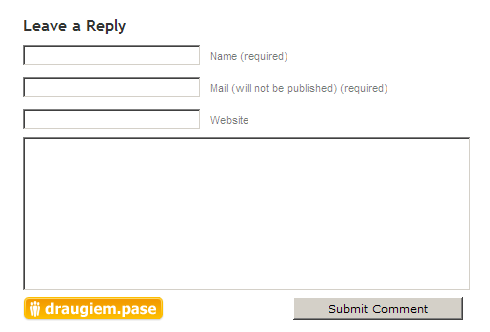 Leave a Reply
Name (required)
Mail (will not be published) (required)
Website
draugiem.pase
Submit Comment